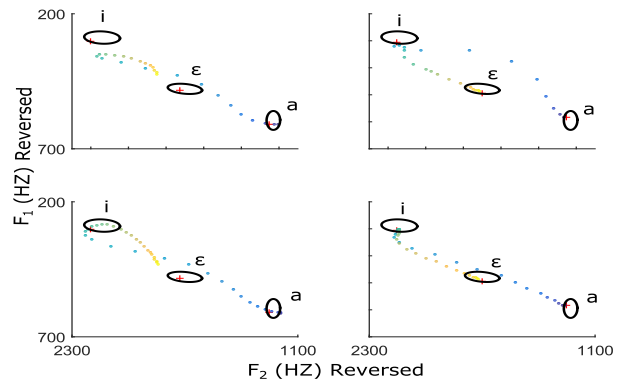 200
i
i
ε
ε
a
a
700
F1 (HZ) Reversed
200
i
i
ε
ε
a
a
700
2300
1100
2300
1100
F2 (HZ) Reversed